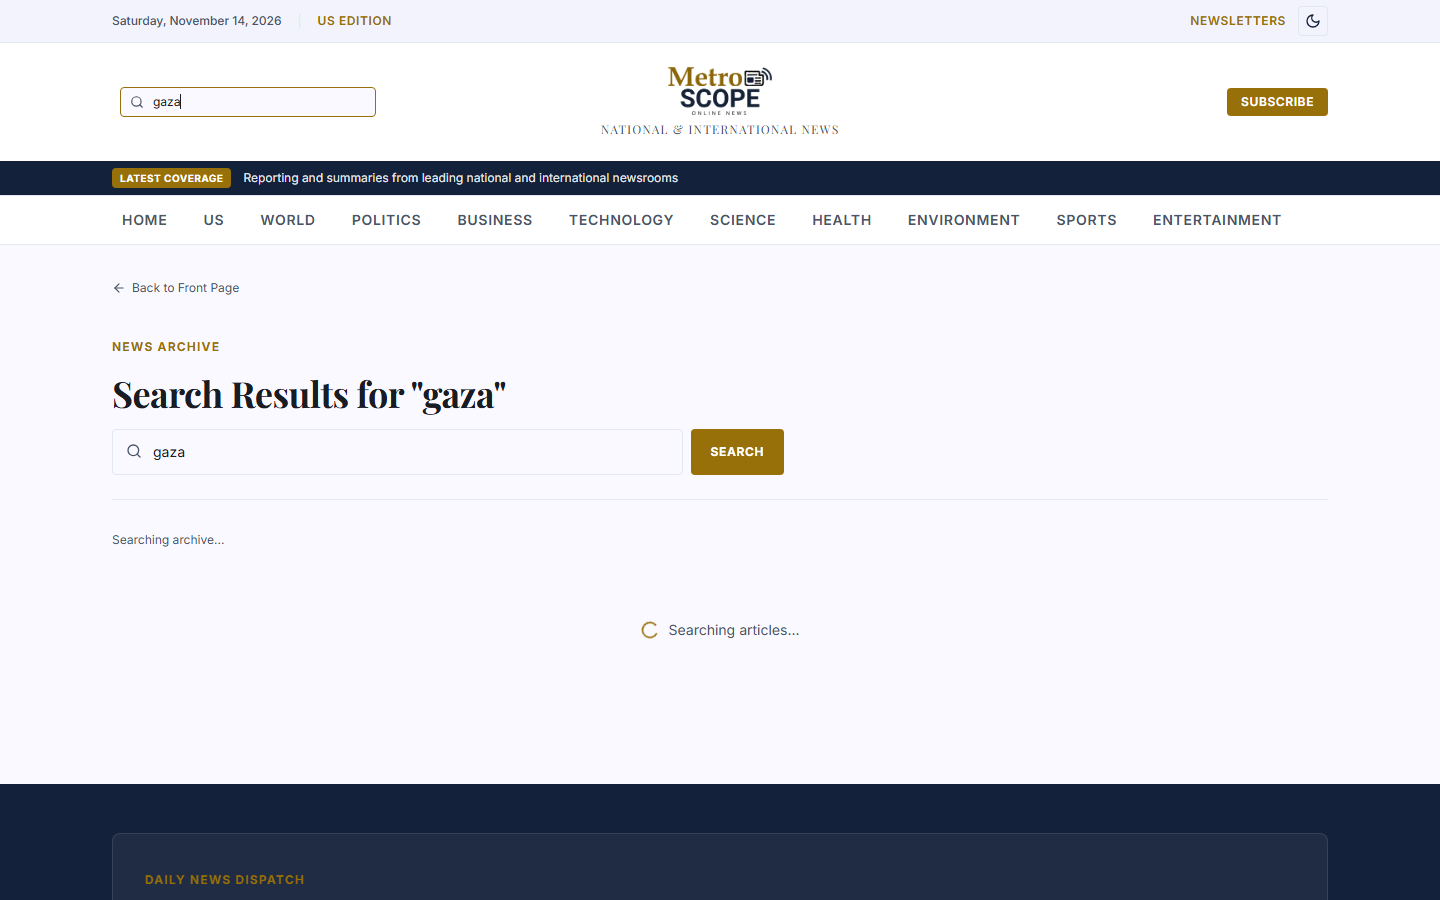 Saturday, November 14, 2026
US EDITION
NEWSLETTERS
gaza
Metro
SCOPE
ONLINE NEWS
NATIONAL & INTERNATIONAL NEWS
SUBSCRIBE
LATEST COVERAGE
Reporting and summaries from leading national and international newsrooms
HOME
US
WORLD
POLITICS
BUSINESS
TECHNOLOGY
SCIENCE
HEALTH
ENVIRONMENT
SPORTS
ENTERTAINMENT
Back to Front Page
NEWS ARCHIVE
Search Results for "gaza"
gaza
SEARCH
Searching archive...
Searching articles...
DAILY NEWS DISPATCH